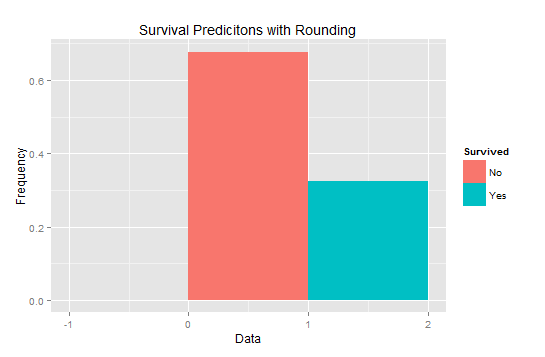 Survival Predicitons with Rounding
Frequency
0.6
0.4
0.2
0.0
-1
0
1
2
Data
Survived
No
Yes